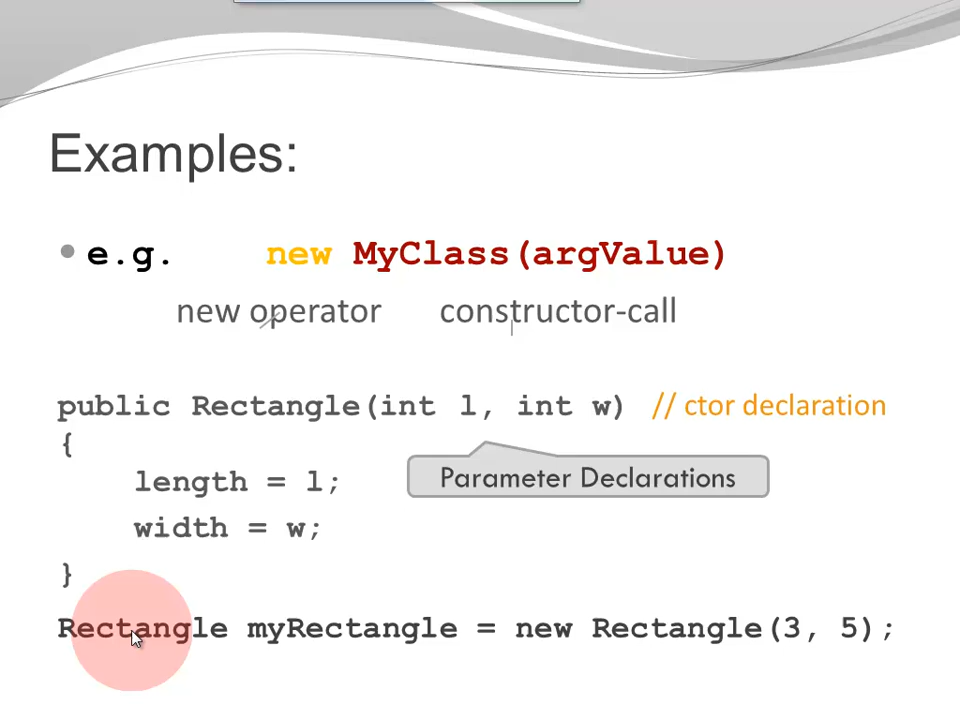 Examples:
e.g. new MyClass(argValue)
new operator constructor-call
public Rectangle(int l, int w) // ctor declaration
{
Parameter Declarations
length = l;
width = w;
}
Rectangle myRectangle = new Rectangle(3, 5);